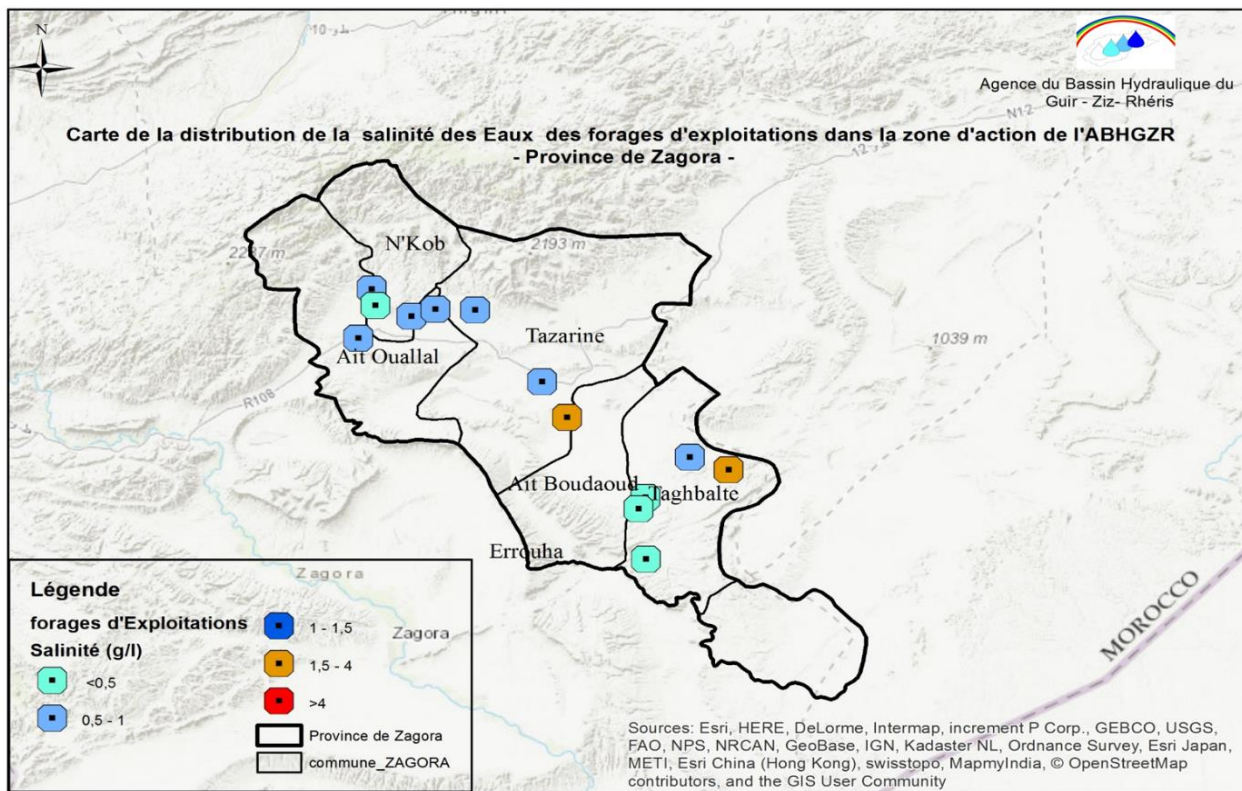 N
Agence du Bassin Hydraulique du
Guir - Ziz- Rhéris
Carte de la distribution de la salinité des Eaux des forages d'exploitations dans la zone d'action de l'ABHGZR
- Province de Zagora -
N12
N'Kob
2193 m
Tazarine
1039 m
Ait Ouallal
R108
Ait Boudaoud
Taghbalte
Errouha
Zagora
Zagora
MOROCCO
Légende
forages d'Exploitations
Salinité (g/l)
<0,5
0,5 - 1
1 - 1,5
1,5 - 4
>4
Province de Zagora
commune_ZAGORA
Sources: Esri, HERE, DeLorme, Intermap, increment P Corp., GEBCO, USGS,
FAO, NPS, NRCAN, GeoBase, IGN, Kadaster NL, Ordnance Survey, Esri Japan,
METI, Esri China (Hong Kong), swisstopo, MapmyIndia, © OpenStreetMap
contributors, and the GIS User Community